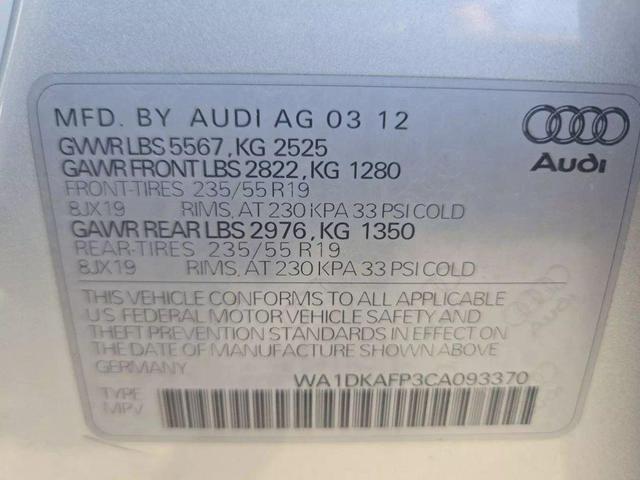 MFD. BY AUDI AG 03 12
GVWR LBS 5567, KG 2525
GAWR FRONT LBS 2822, KG 1280
FRONT-TIRES 235/55 R19
8JX19 RIMS, AT 230 KPA 33 PSI COLD
GAWR REAR LBS 2976, KG 1350
REAR-TIRES 235/55 R19
8JX19 RIMS, AT 230 KPA 33 PSI COLD
Audi
THIS VEHICLE CONFORMS TO ALL APPLICABLE
U.S. FEDERAL MOTOR VEHICLE SAFETY AND
THEFT PREVENTION STANDARDS IN EFFECT ON
THE DATE OF MANUFACTURE SHOWN ABOVE.
GERMANY WA1DKAFP3CA093370
TYPE
MPV